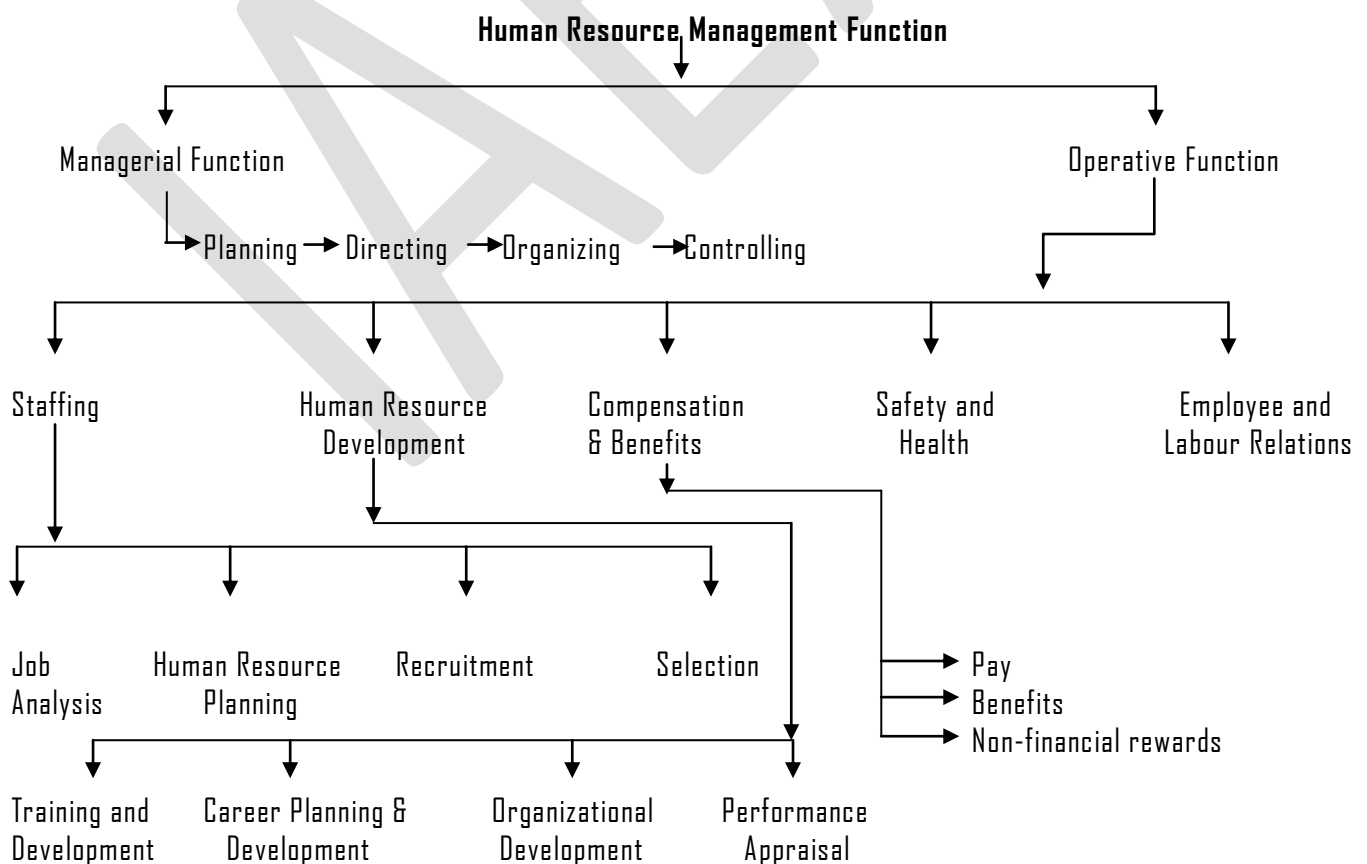 Human Resource Management Function
Managerial Function Operative Function
Planning Directing Organizing Controlling
Staffing Human Resource Compensation Safety and Employee and
Development & Benefits Health Labour Relations
Job Human Resource Recruitment Selection Pay
Analysis Planning Benefits
Non-financial rewards
Training and Career Planning & Organizational Performance
Development Development Development Appraisal